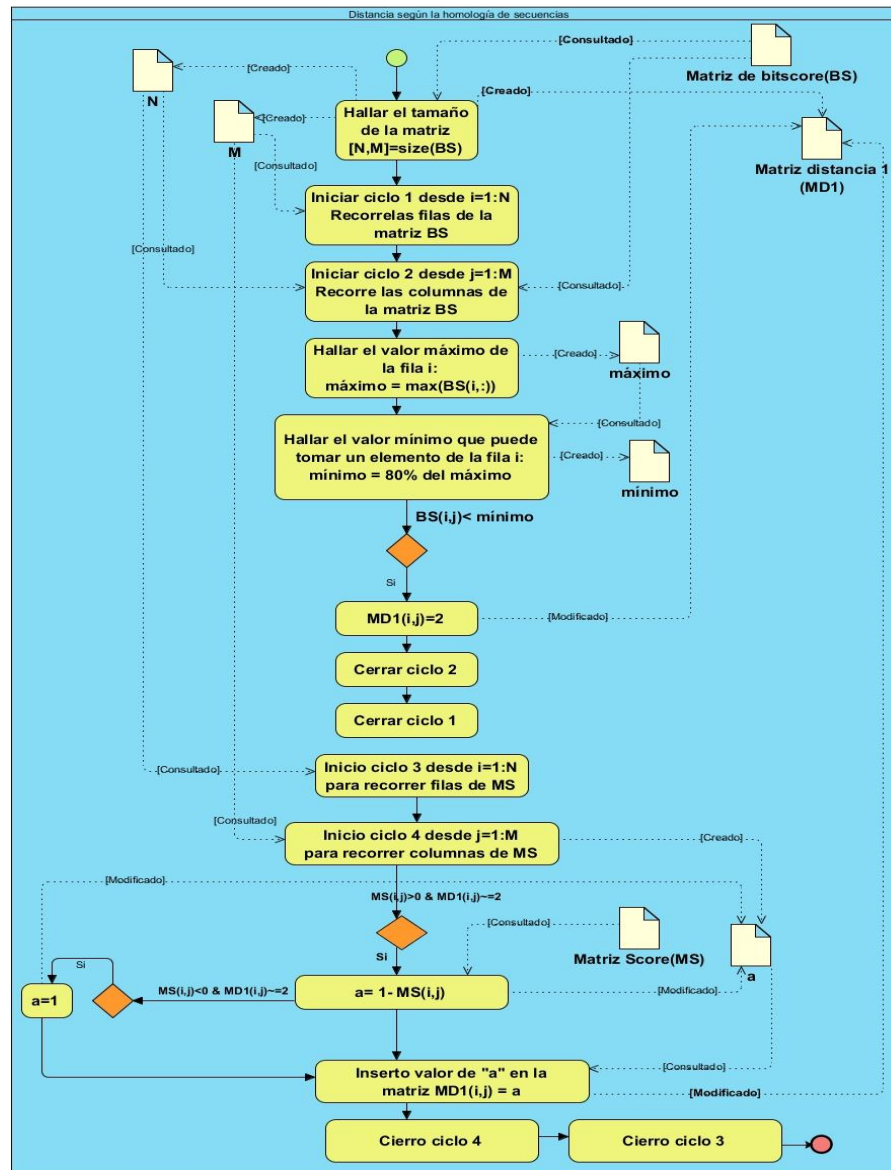 Distancia según la homología de secuencias
[Consultado]
Matriz de bitscore(BS)
[Creado]
N
[Creado]
M
[Creado]
Hallar el tamaño
de la matriz
[N,M]=size(BS)
Matriz distancia 1
(MD1)
[Consultado]
Iniciar ciclo 1 desde i=1:N
Recorrelas filas de la
matriz BS
[Consultado]
Iniciar ciclo 2 desde j=1:M
Recorre las columnas de
la matriz BS
[Consultado]
Hallar el valor máximo de
la fila i:
máximo = max(BS(i,:))
[Creado]
máximo
[Consultado]
Hallar el valor mínimo que puede
tomar un elemento de la fila i:
mínimo = 80% del máximo
[Creado]
mínimo
BS(i,j)< mínimo
Si
MD1(i,j)=2
[Modificado]
Cerrar ciclo 2
Cerrar ciclo 1
[Consultado]
Inicio ciclo 3 desde i=1:N
para recorrer filas de MS
[Consultado]
Inicio ciclo 4 desde j=1:M
para recorrer columnas de MS
[Creado]
[Modificado]
MS(i,j)>0 & MD1(i,j)~=2
[Consultado]
Matriz Score(MS)
a
Si
Si
a=1
MS(i,j)<0 & MD1(i,j)~=2
a= 1- MS(i,j)
[Modificado]
[Consultado]
Inserto valor de "a" en la
matriz MD1(i,j) = a
[Modificado]
Cierro ciclo 4
Cierro ciclo 3